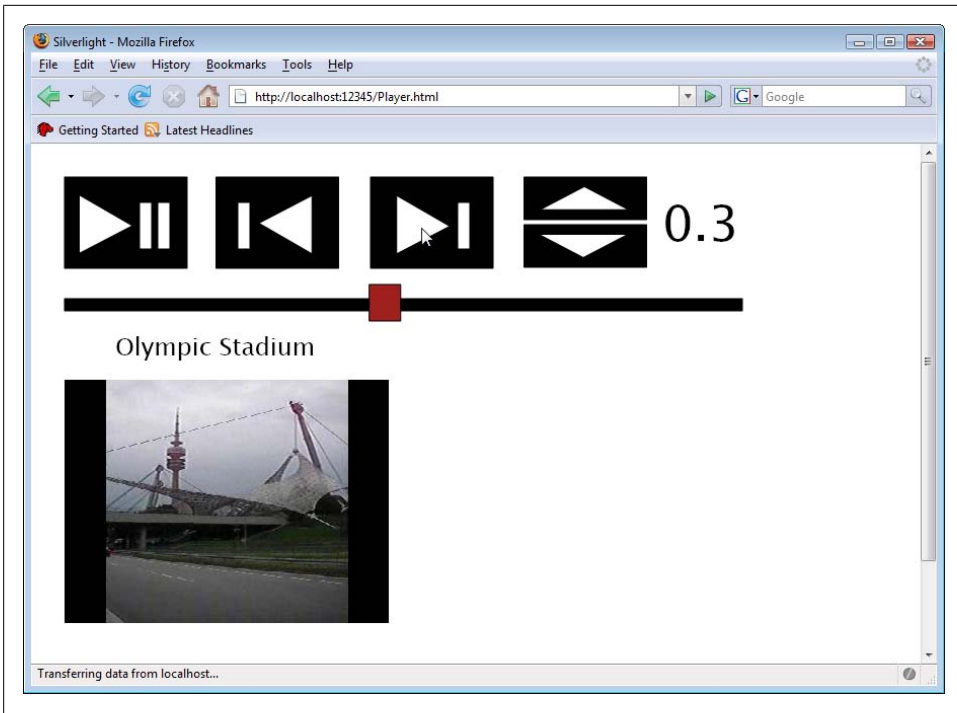 Silverlight - Mozilla Firefox
File Edit View History Bookmarks Tools Help
http://localhost:12345/Player.html
G Google
Getting Started Latest Headlines
0.3
Olympic Stadium
Transferring data from localhost...